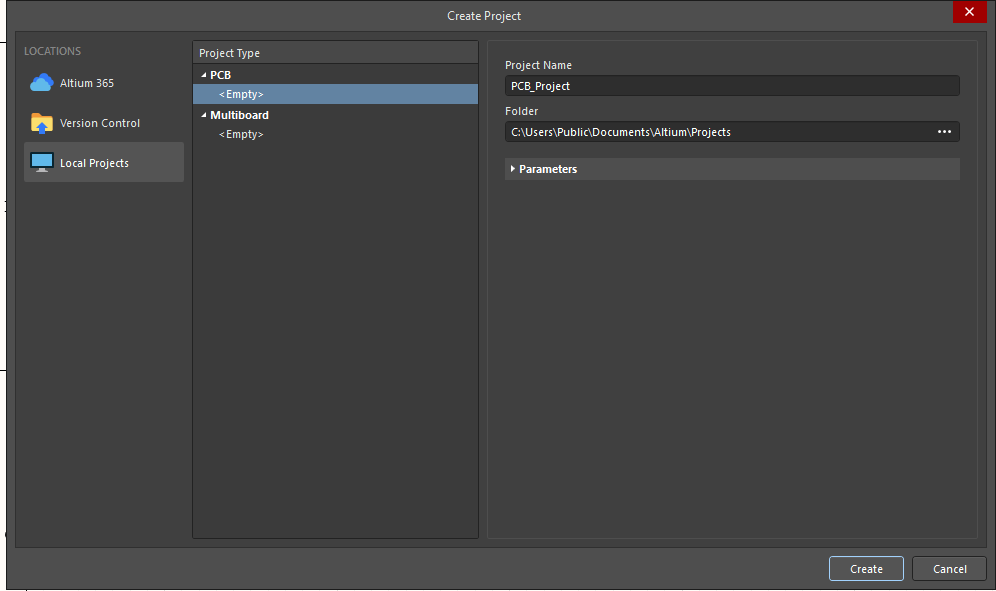 Create Project
LOCATIONS
Altium 365
Version Control
Local Projects
Project Type
PCB
<Empty>
Multiboard
<Empty>
Project Name
PCB_Project
Folder
C:\Users\Public\Documents\Altium\Projects
Parameters
Create
Cancel